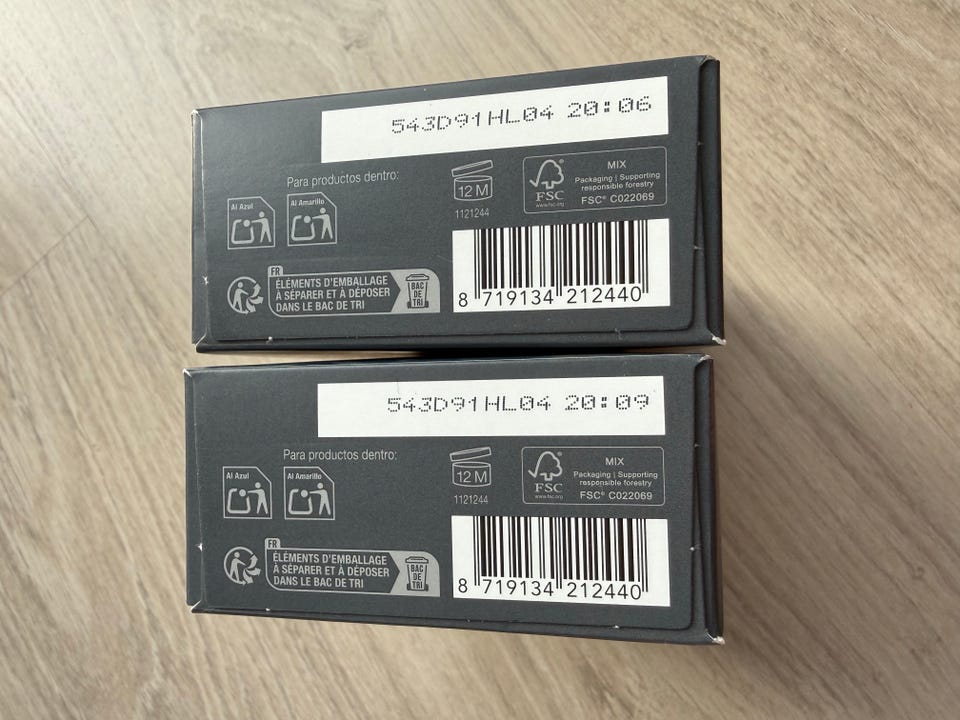 543D91HL04 20:06
Para productos dentro:
Al Azul
Al Amarillo
12 M
1121244
FSC
www.fsc.org
MIX
Packaging | Supporting
responsible forestry
FSC® C022069
FR
ÉLÉMENTS D'EMBALLAGE
À SÉPARER ET À DÉPOSER
DANS LE BAC DE TRI
BAC
DE
TRI
8 719134 212440
543D91HL04 20:09
Para productos dentro:
Al Azul
Al Amarillo
12 M
1121244
FSC
www.fsc.org
MIX
Packaging | Supporting
responsible forestry
FSC® C022069
FR
ÉLÉMENTS D'EMBALLAGE
À SÉPARER ET À DÉPOSER
DANS LE BAC DE TRI
BAC
DE
TRI
8 719134 212440